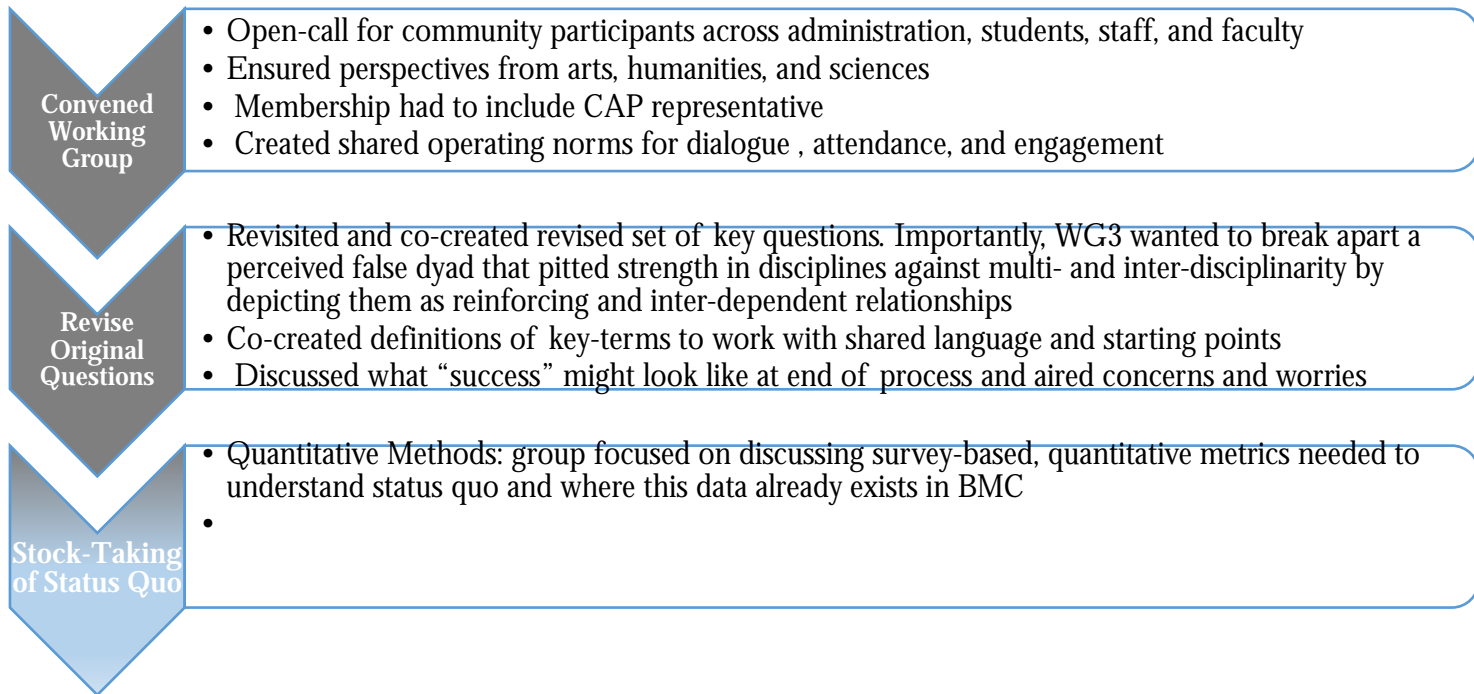 Convened
Working
Group
• Open-call for community participants across administration, students, staff, and faculty
• Ensured perspectives from arts, humanities, and sciences
• Membership had to include CAP representative
• Created shared operating norms for dialogue , attendance, and engagement
Revise
Original
Questions
• Revisited and co-created revised set of key questions. Importantly, WG3 wanted to break apart a
perceived false dyad that pitted strength in disciplines against multi- and inter-disciplinarity by
depicting them as reinforcing and inter-dependent relationships
• Co-created definitions of key-terms to work with shared language and starting points
• Discussed what “success” might look like at end of process and aired concerns and worries
Stock-Taking
of Status Quo
• Quantitative Methods: group focused on discussing survey-based, quantitative metrics needed to
understand status quo and where this data already exists in BMC
•